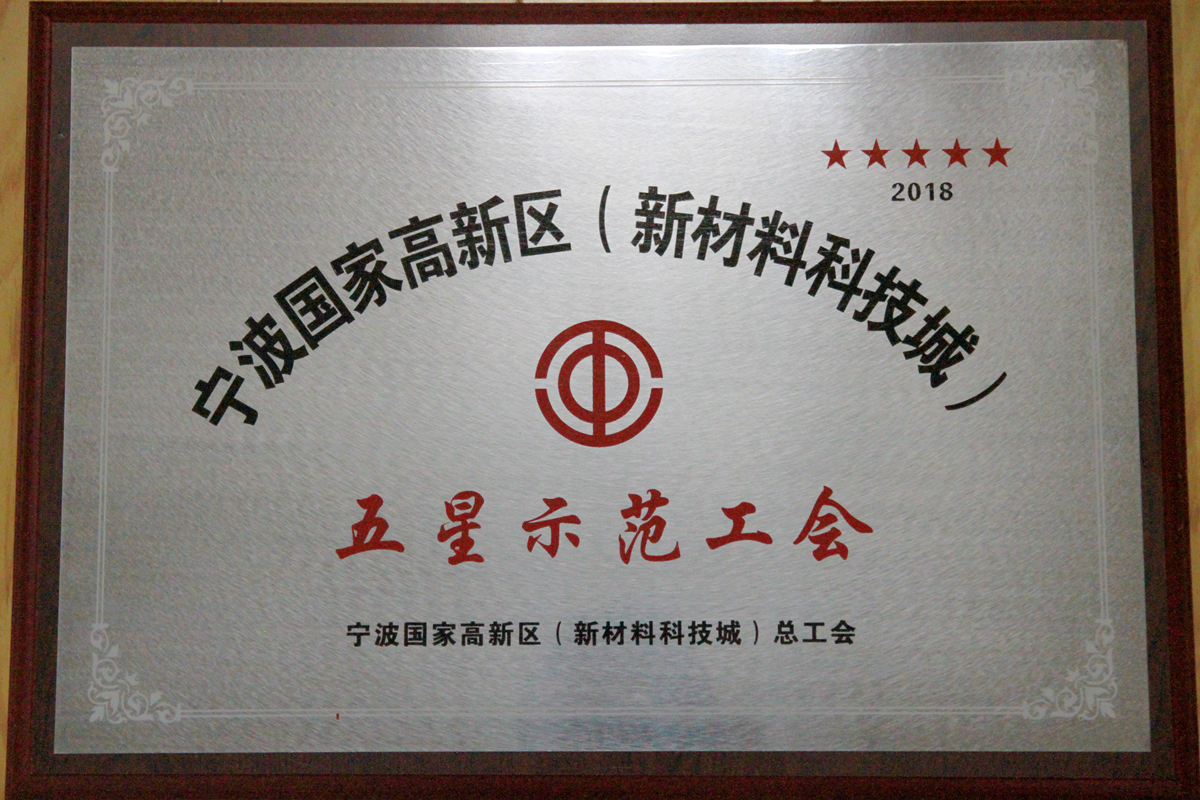 ★★★★★
2018
宁波国家高新区（新材料科技城）
五星示范工会
宁波国家高新区（新材料科技城）总工会